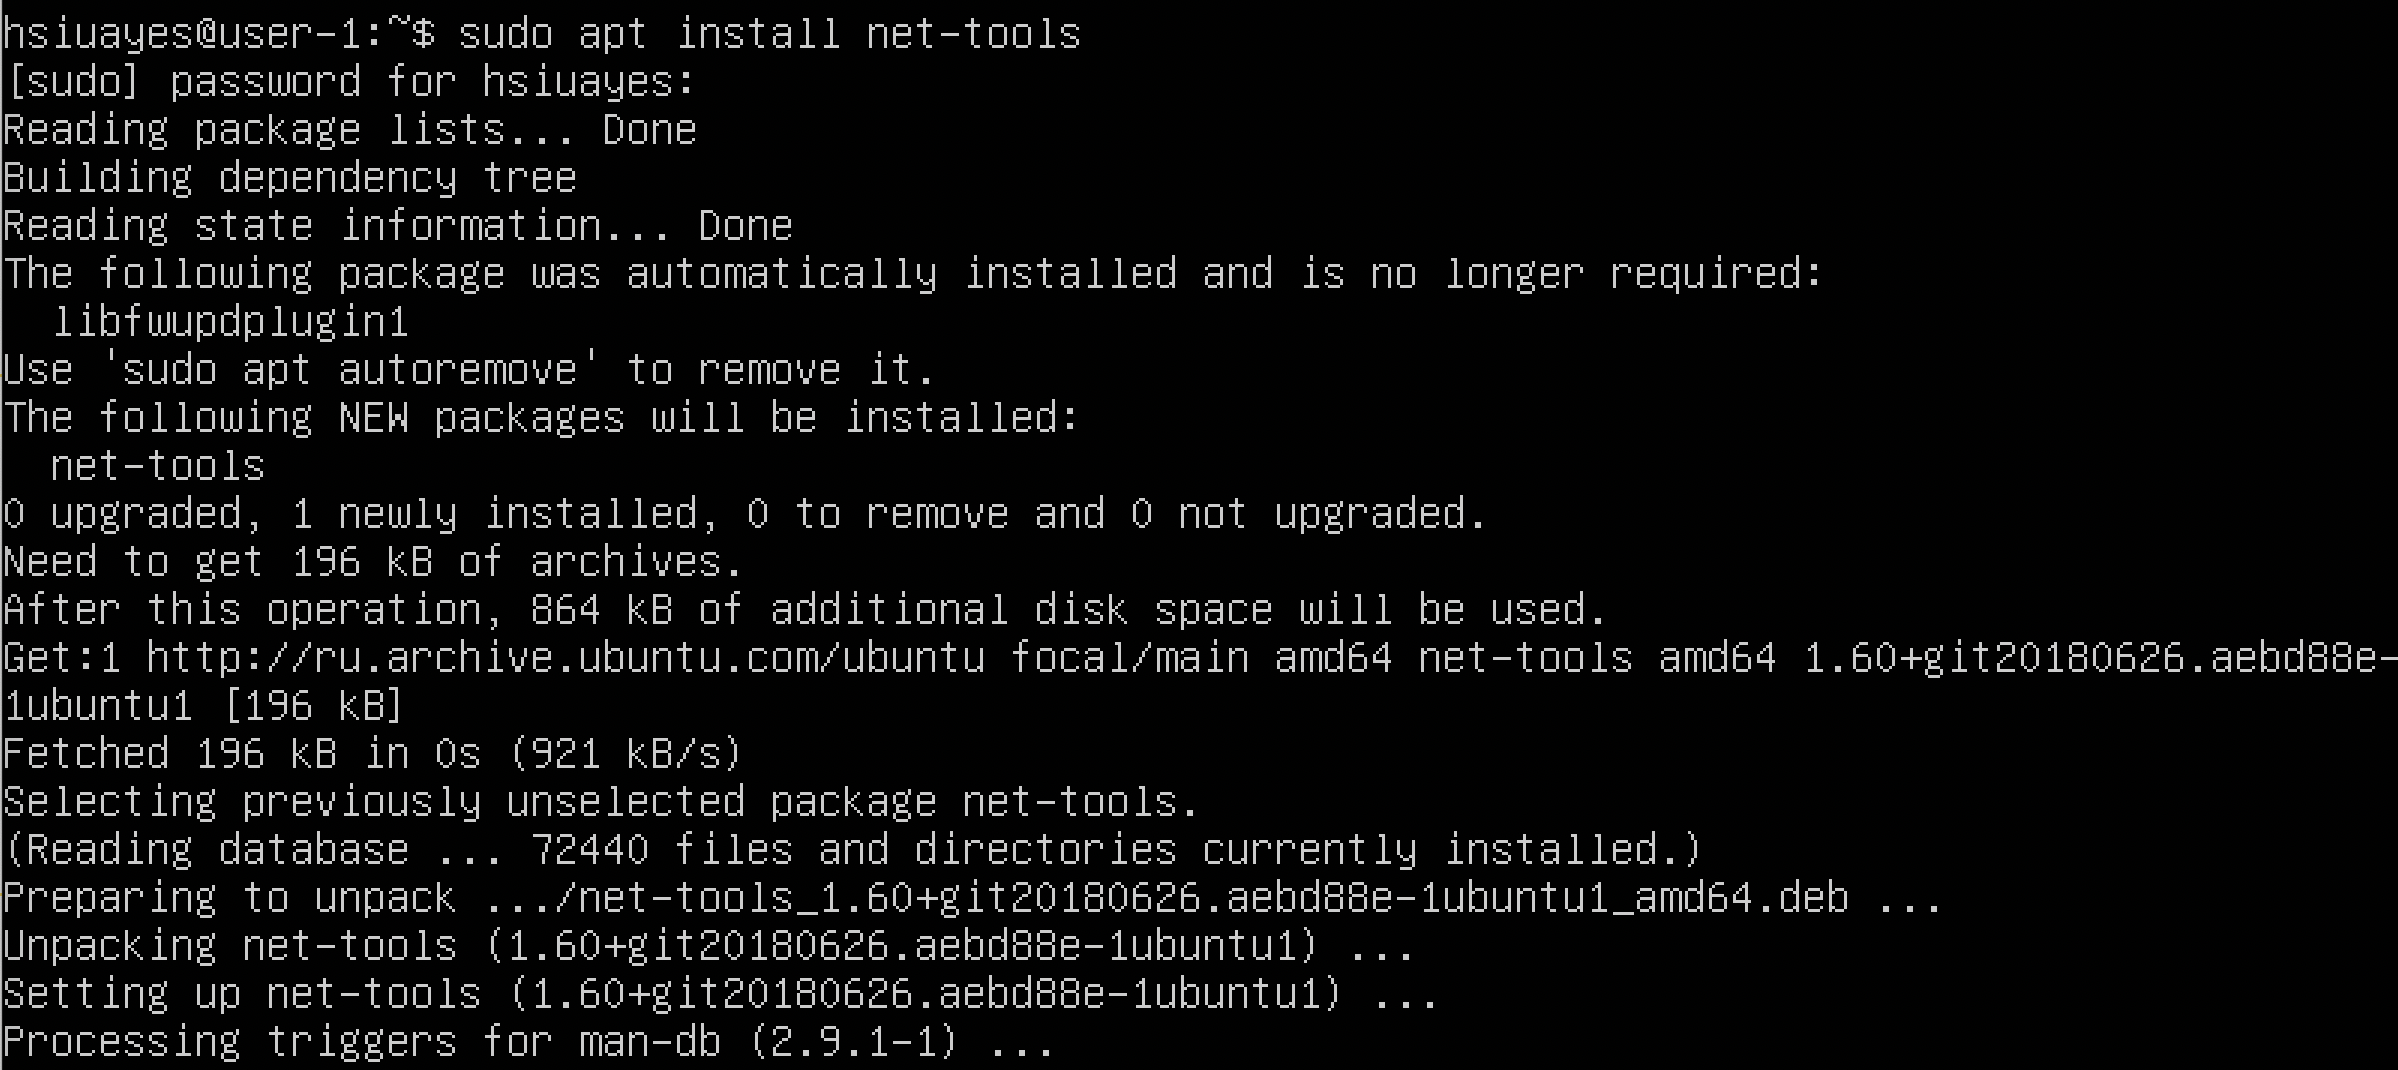 hsiuayes@user-1:~$ sudo apt install net-tools
[sudo] password for hsiuayes:
Reading package lists... Done
Building dependency tree
Reading state information... Done
The following package was automatically installed and is no longer required:
  libfwupdplugin1
Use 'sudo apt autoremove' to remove it.
The following NEW packages will be installed:
  net-tools
0 upgraded, 1 newly installed, 0 to remove and 0 not upgraded.
Need to get 196 kB of archives.
After this operation, 864 kB of additional disk space will be used.
Get:1 http://ru.archive.ubuntu.com/ubuntu focal/main amd64 net-tools amd64 1.60+git20180626.aebd88e-
1ubuntu1 [196 kB]
Fetched 196 kB in 0s (921 kB/s)
Selecting previously unselected package net-tools.
(Reading database ... 72440 files and directories currently installed.)
Preparing to unpack .../net-tools_1.60+git20180626.aebd88e-1ubuntu1_amd64.deb ...
Unpacking net-tools (1.60+git20180626.aebd88e-1ubuntu1) ...
Setting up net-tools (1.60+git20180626.aebd88e-1ubuntu1) ...
Processing triggers for man-db (2.9.1-1) ...